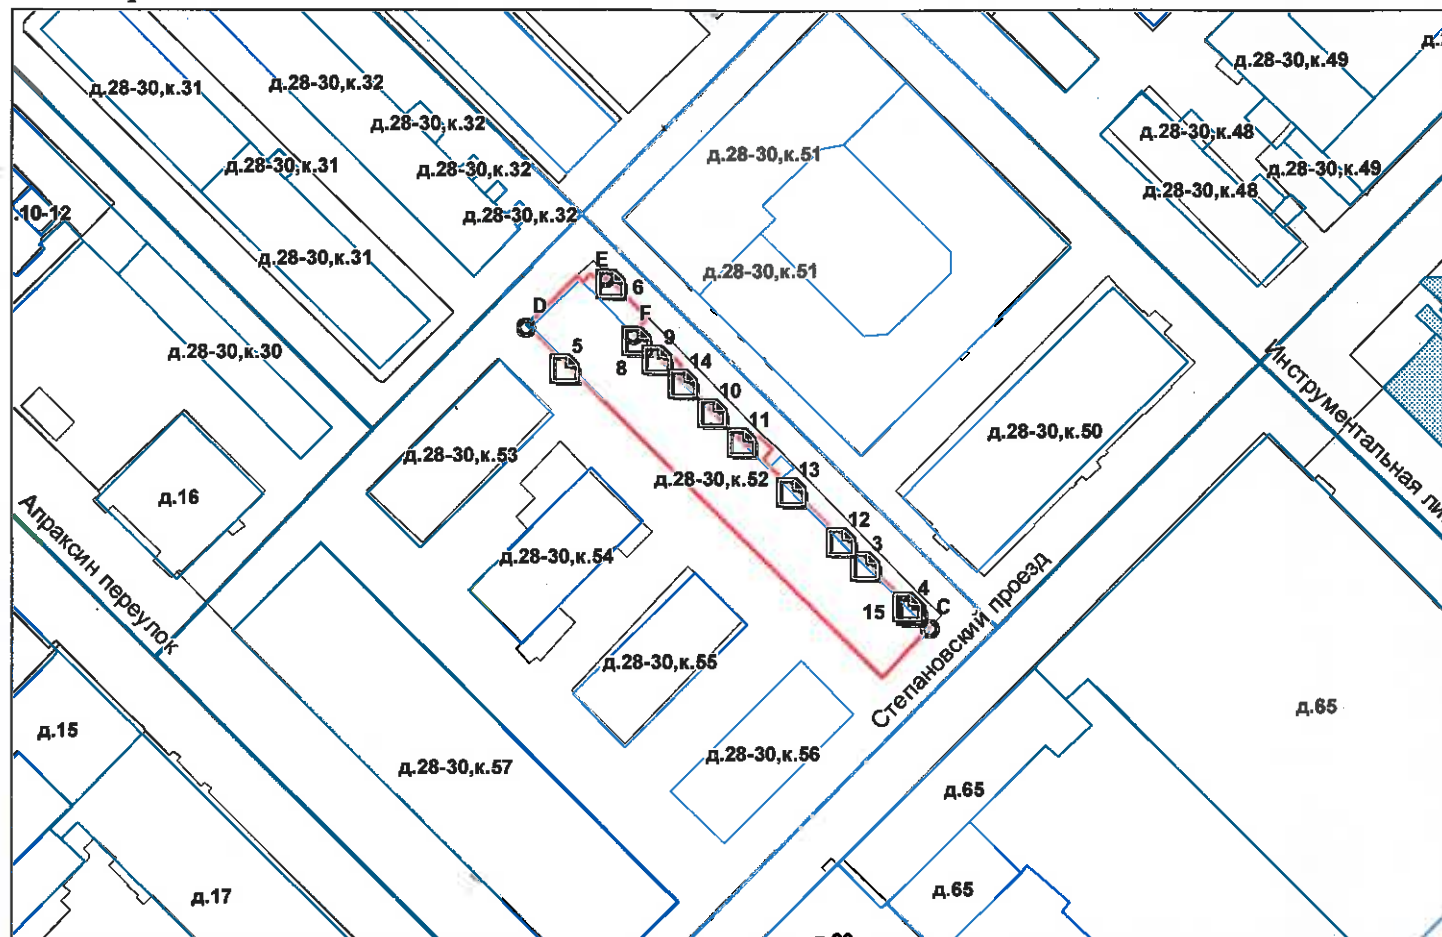 д.28-30,к.49
д.28-30,к.31
д.28-30,к.32
д.28-30,к.32
д.28-30,к.48
д.28-30,к.51
д.28-30,к.31
д.28-30,к.32
д.28-30,к.49
д.28-30,к.48
.10-12
д.28-30,к.32
д.28-30,к.31
E
д.28-30,к.51
6
D
F
9
5
8
14
д.28-30,к.30
Инструментальная ли
10
11
д.28-30,к.50
д.28-30,к.53
д.28-30,к.52
13
д.16
12
Апраксин переулок
д.28-30,к.54
3
4
C
15
Степановский проезд
д.28-30,к.55
д.65
д.15
д.28-30,к.56
д.28-30,к.57
д.65
д.17
д.65